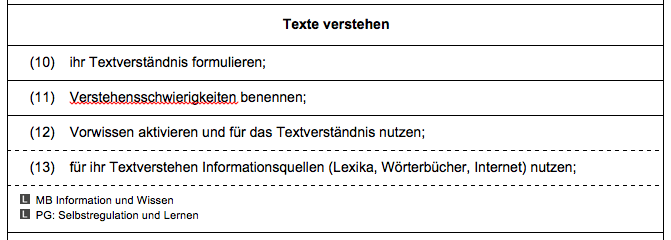 Texte verstehen
(10) ihr Textverständnis formulieren;
(11) Verstehensschwierigkeiten benennen;
(12) Vorwissen aktivieren und für das Textverständnis nutzen;
(13) für ihr Textverstehen Informationsquellen (Lexika, Wörterbücher, Internet) nutzen;
L MB Information und Wissen
L PG: Selbstregulation und Lernen